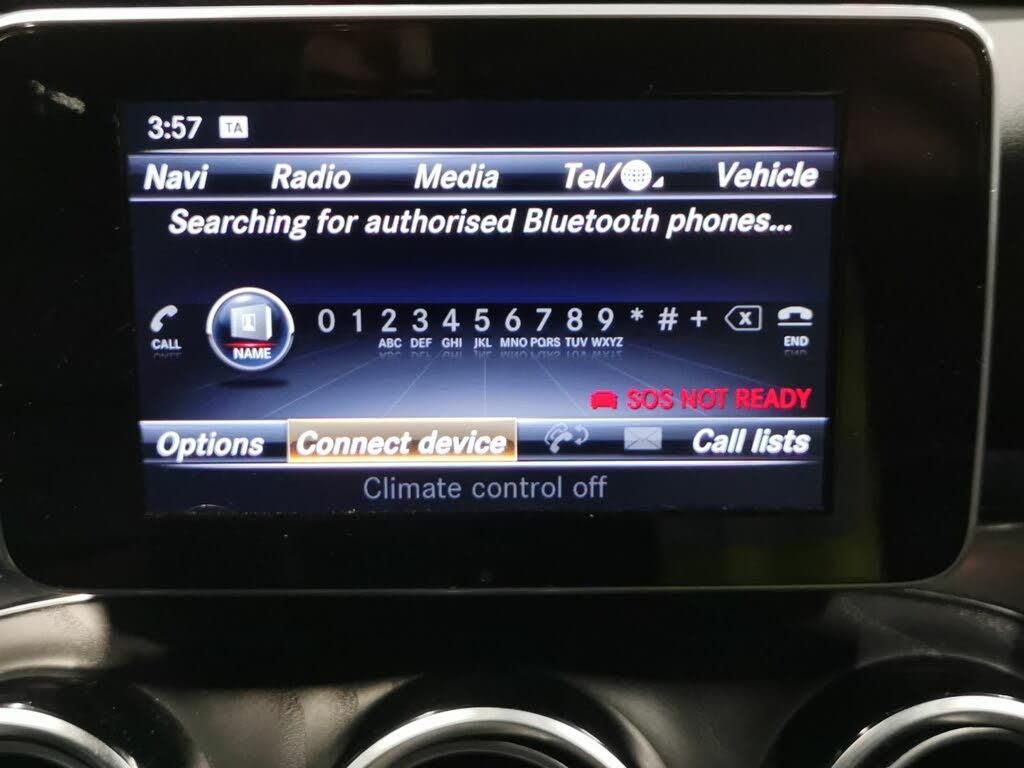 3:57 TA
Navi Radio Media Tel/ Vehicle
Searching for authorised Bluetooth phones...
0 1 2 3 4 5 6 7 8 9 * # +
CALL NAME ABC DEF GHI JKL MNO PQRS TUV WXYZ END
SOS NOT READY
Options Connect device Call lists
Climate control off